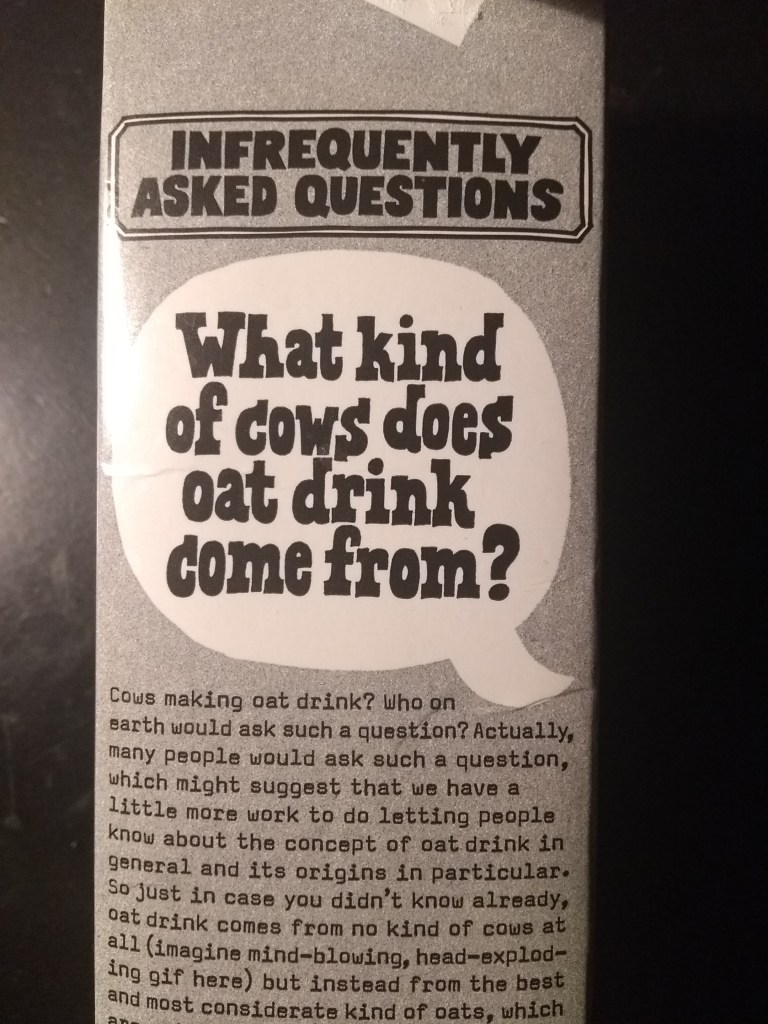 INFREQUENTLY
ASKED QUESTIONS
What kind
of cows does
oat drink
come from?
Cows making oat drink? Who on
earth would ask such a question? Actually,
many people would ask such a question,
which might suggest that we have a
little more work to do letting people
know about the concept of oat drink in
general and its origins in particular.
So just in case you didn't know already,
oat drink comes from no kind of cows at
all (imagine mind-blowing, head-explod-
ing gif here) but instead from the best
and most considerate kind of oats, which